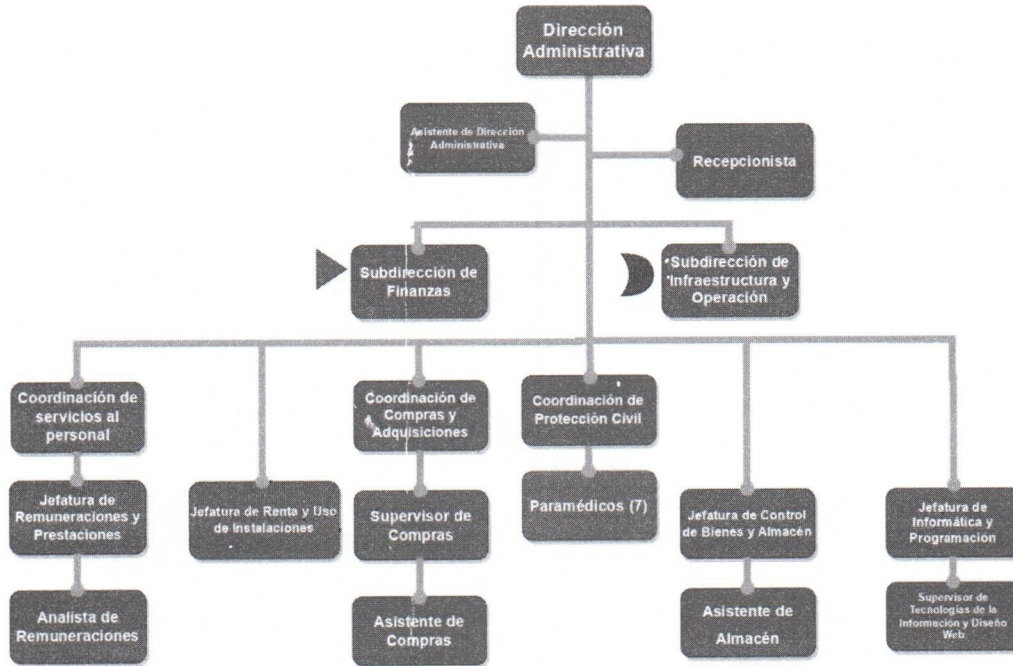 Dirección
Administrativa
Asistente de Dirección
Administrativa
Recepcionista
Subdirección de
Finanzas
Subdirección de
Infraestructura y
Operación
Coordinación de
servicios al
personal
Coordinación de
Compras y
Adquisiciones
Coordinación de
Protección Civil
Jefatura de
Remuneraciones y
Prestaciones
Jefatura de Renta y Uso
de Instalaciones
Supervisor de
Compras
Paramédicos (7)
Jefatura de Control
de Bienes y Almacén
Jefatura de
Informática y
Programación
Analista de
Remuneraciones
Asistente de
Compras
Asistente de
Almacén
Supervisor de
Tecnologías de la
Información y Diseño
Web